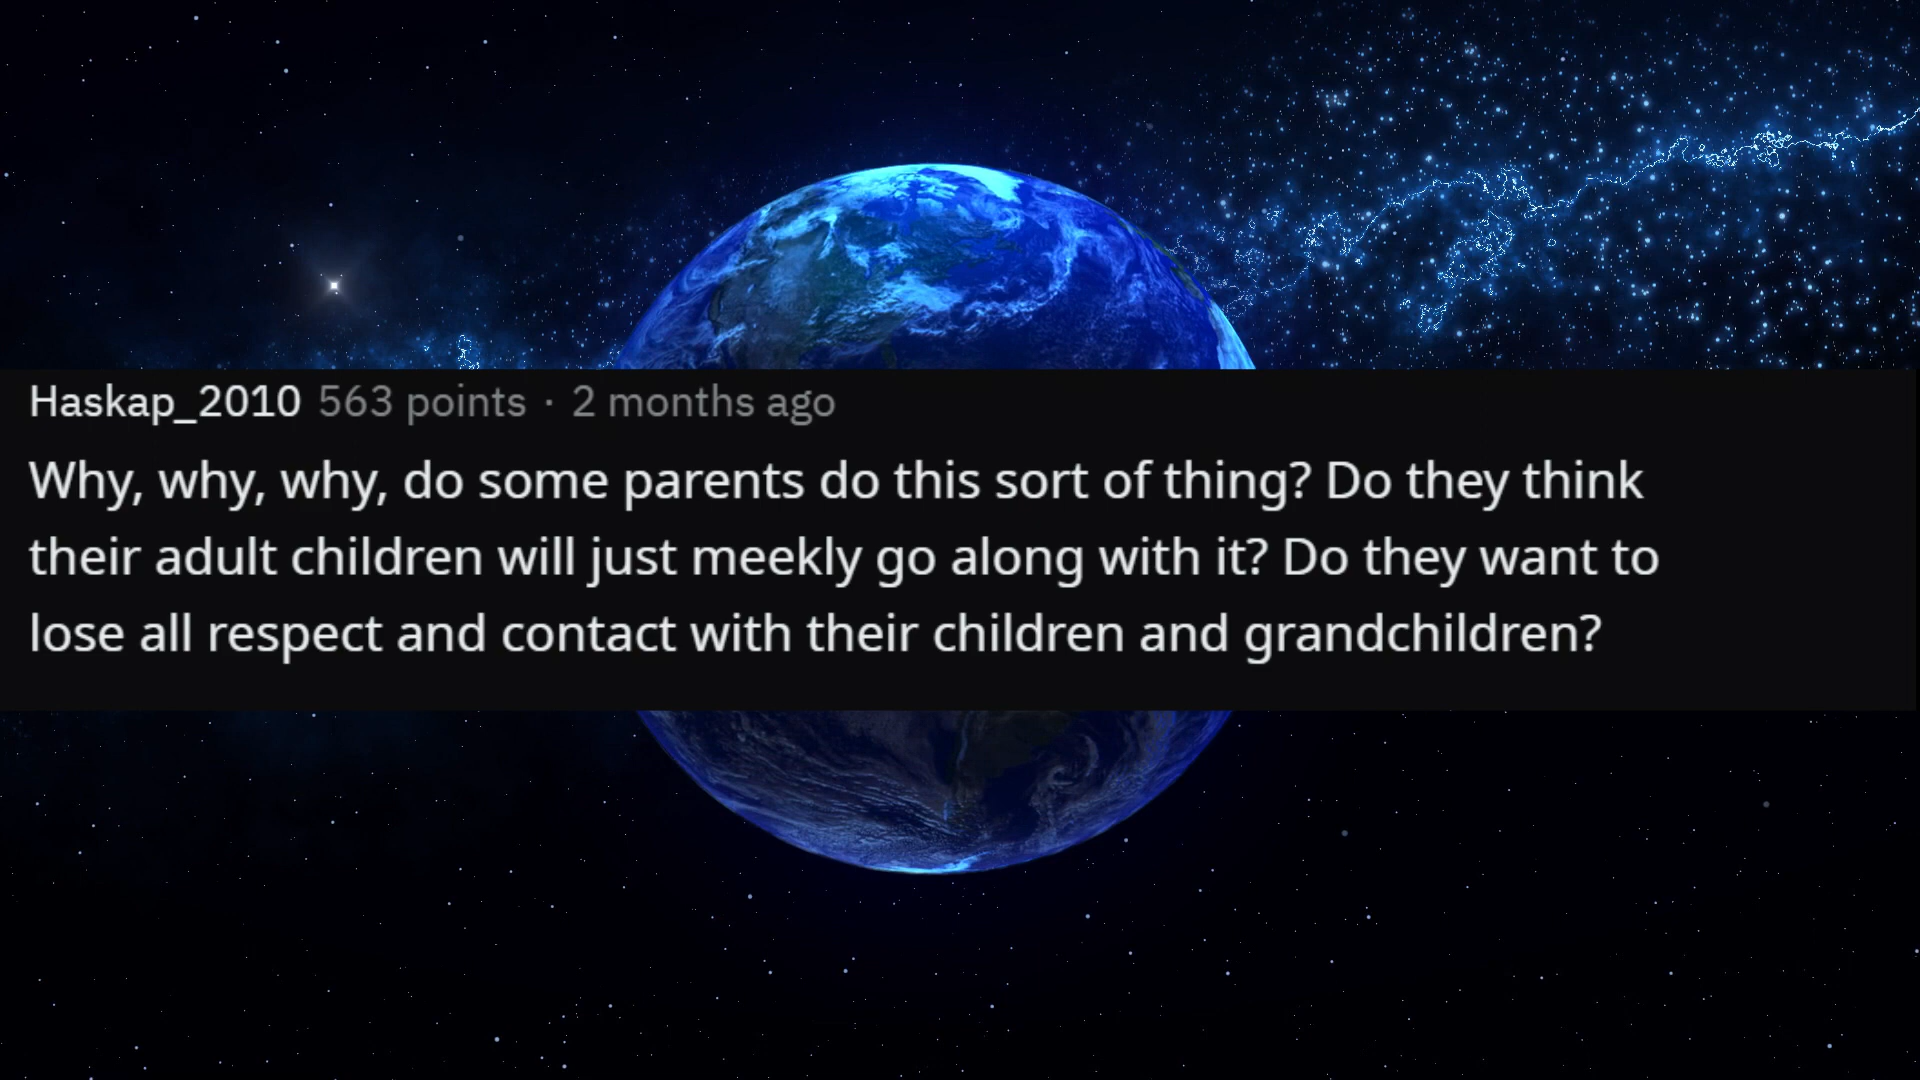 Haskap_2010 563 points · 2 months ago
Why, why, why, do some parents do this sort of thing? Do they think
their adult children will just meekly go along with it? Do they want to
lose all respect and contact with their children and grandchildren?